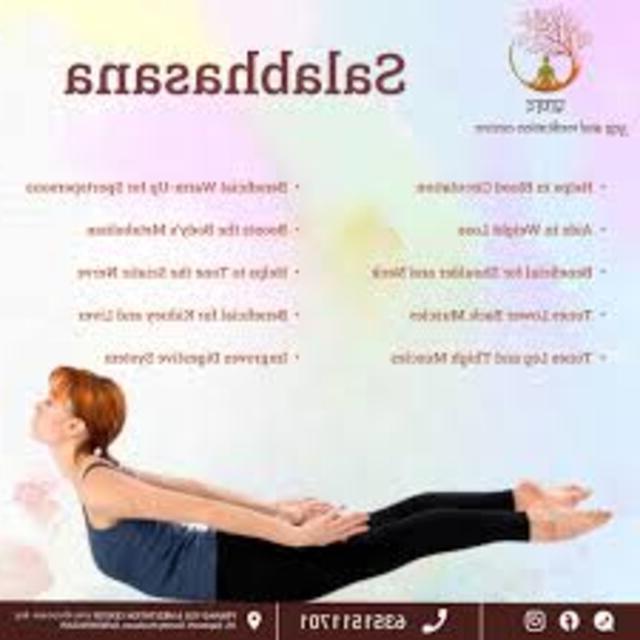 Salabhasana
yoga and meditation centre
• Helps in Blood Circulation
• Aids in Weight Loss
• Beneficial for Shoulder and Neck
• Tones Lower Back Muscles
• Tones Leg and Thigh Muscles
• Beneficial Warm-Up for Sportspersons
• Boosts the Body's Metabolism
• Helps to Tone the Sciatic Nerve
• Beneficial for Kidney and Liver
• Improves Digestive System
6351511701